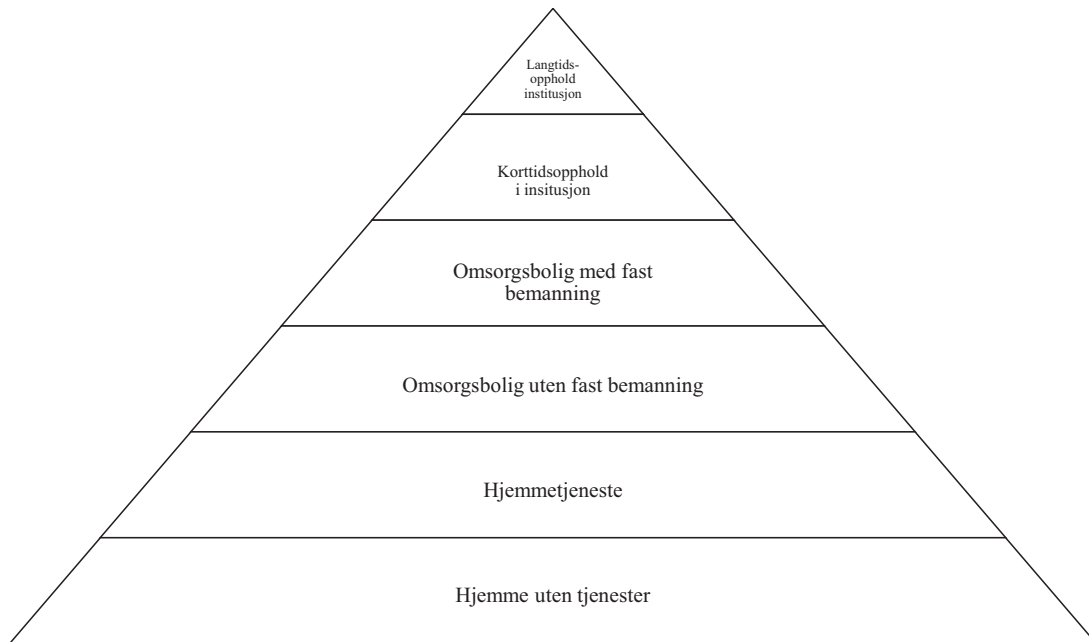 Langtids-
opphold
institusjon
Korttidsopphold
i insitusjon
Omsorgsbolig med fast
bemanning
Omsorgsbolig uten fast bemanning
Hjemmetjeneste
Hjemme uten tjenester